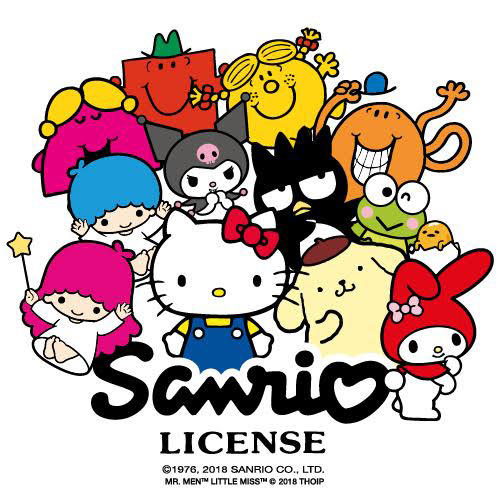 Sanrio
LICENSE
©1976, 2018 SANRIO CO., LTD.
MR. MEN™ LITTLE MISS™ © 2018 THOIP